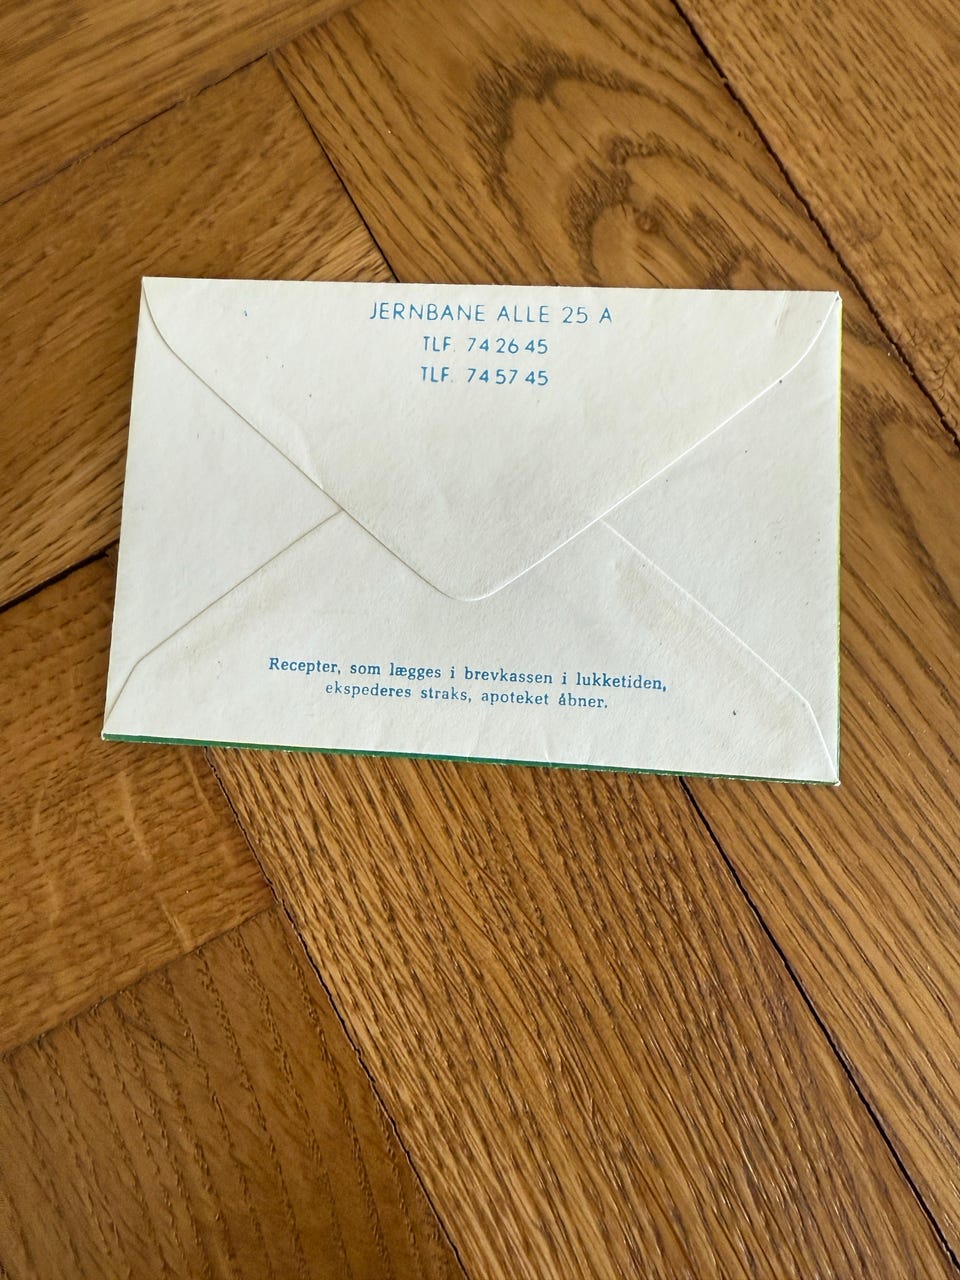 JERNBANE ALLE 25 A
TLF. 74 26 45
TLF. 74 57 45
Recepter, som lægges i brevkassen i lukketiden,
ekspederes straks, apoteket åbner.